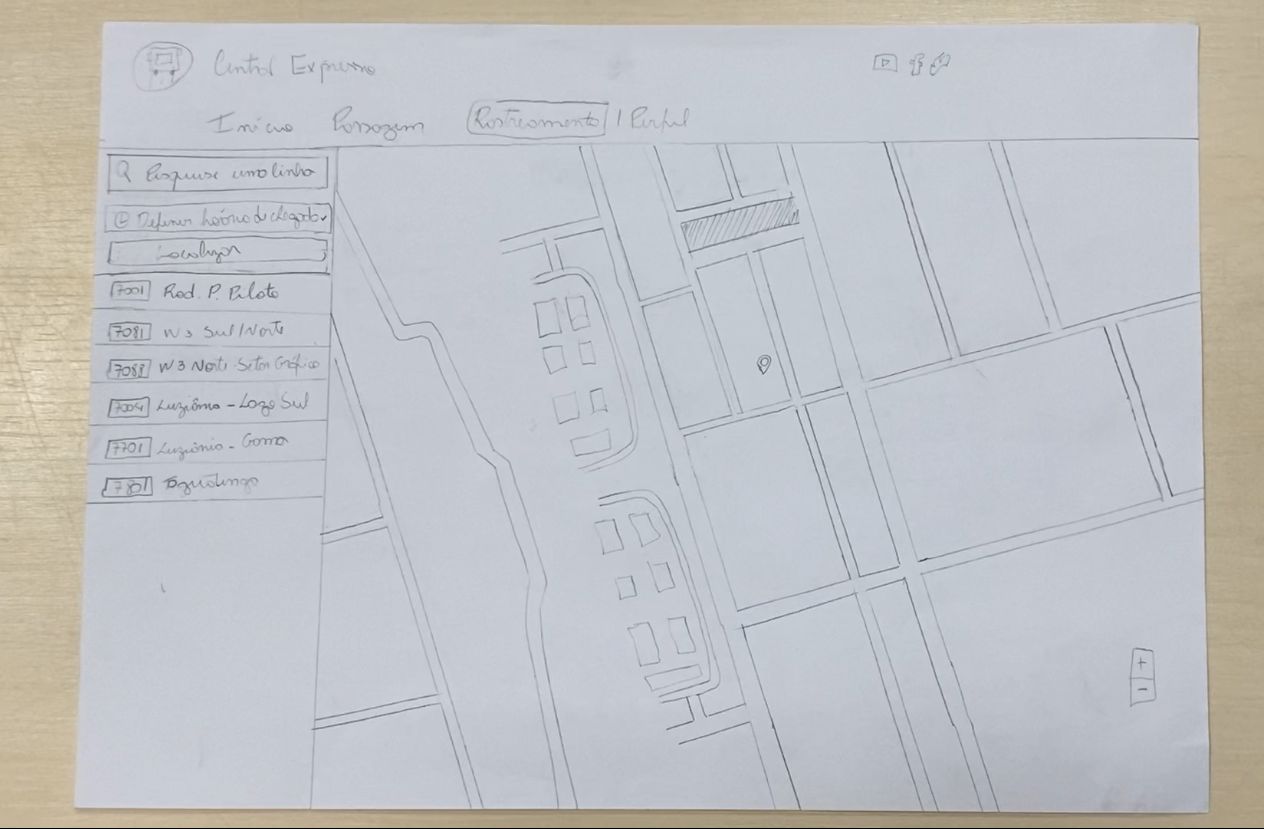 Central Expresso
Início Passagem Rastreamento | Perfil
Pesquise uma linha
Definir horário de chegada
Localizar
7001 Rod. P. Piloto
7081 W3 Sul/Norte
7088 W3 Norte-Setor Gráfico
7004 Luziânia - Lago Sul
7701 Luziânia - Gama
7801 Taguatinga
+
-